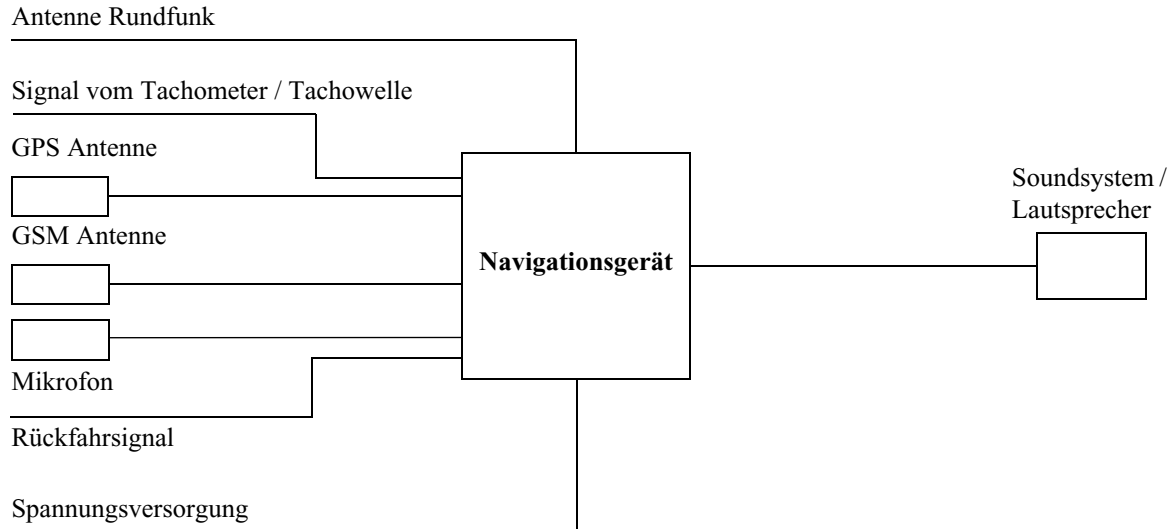 Antenne Rundfunk
Signal vom Tachometer / Tachowelle
GPS Antenne
GSM Antenne
Mikrofon
Rückfahrsignal
Spannungsversorgung
Navigationsgerät
Soundsystem /
Lautsprecher